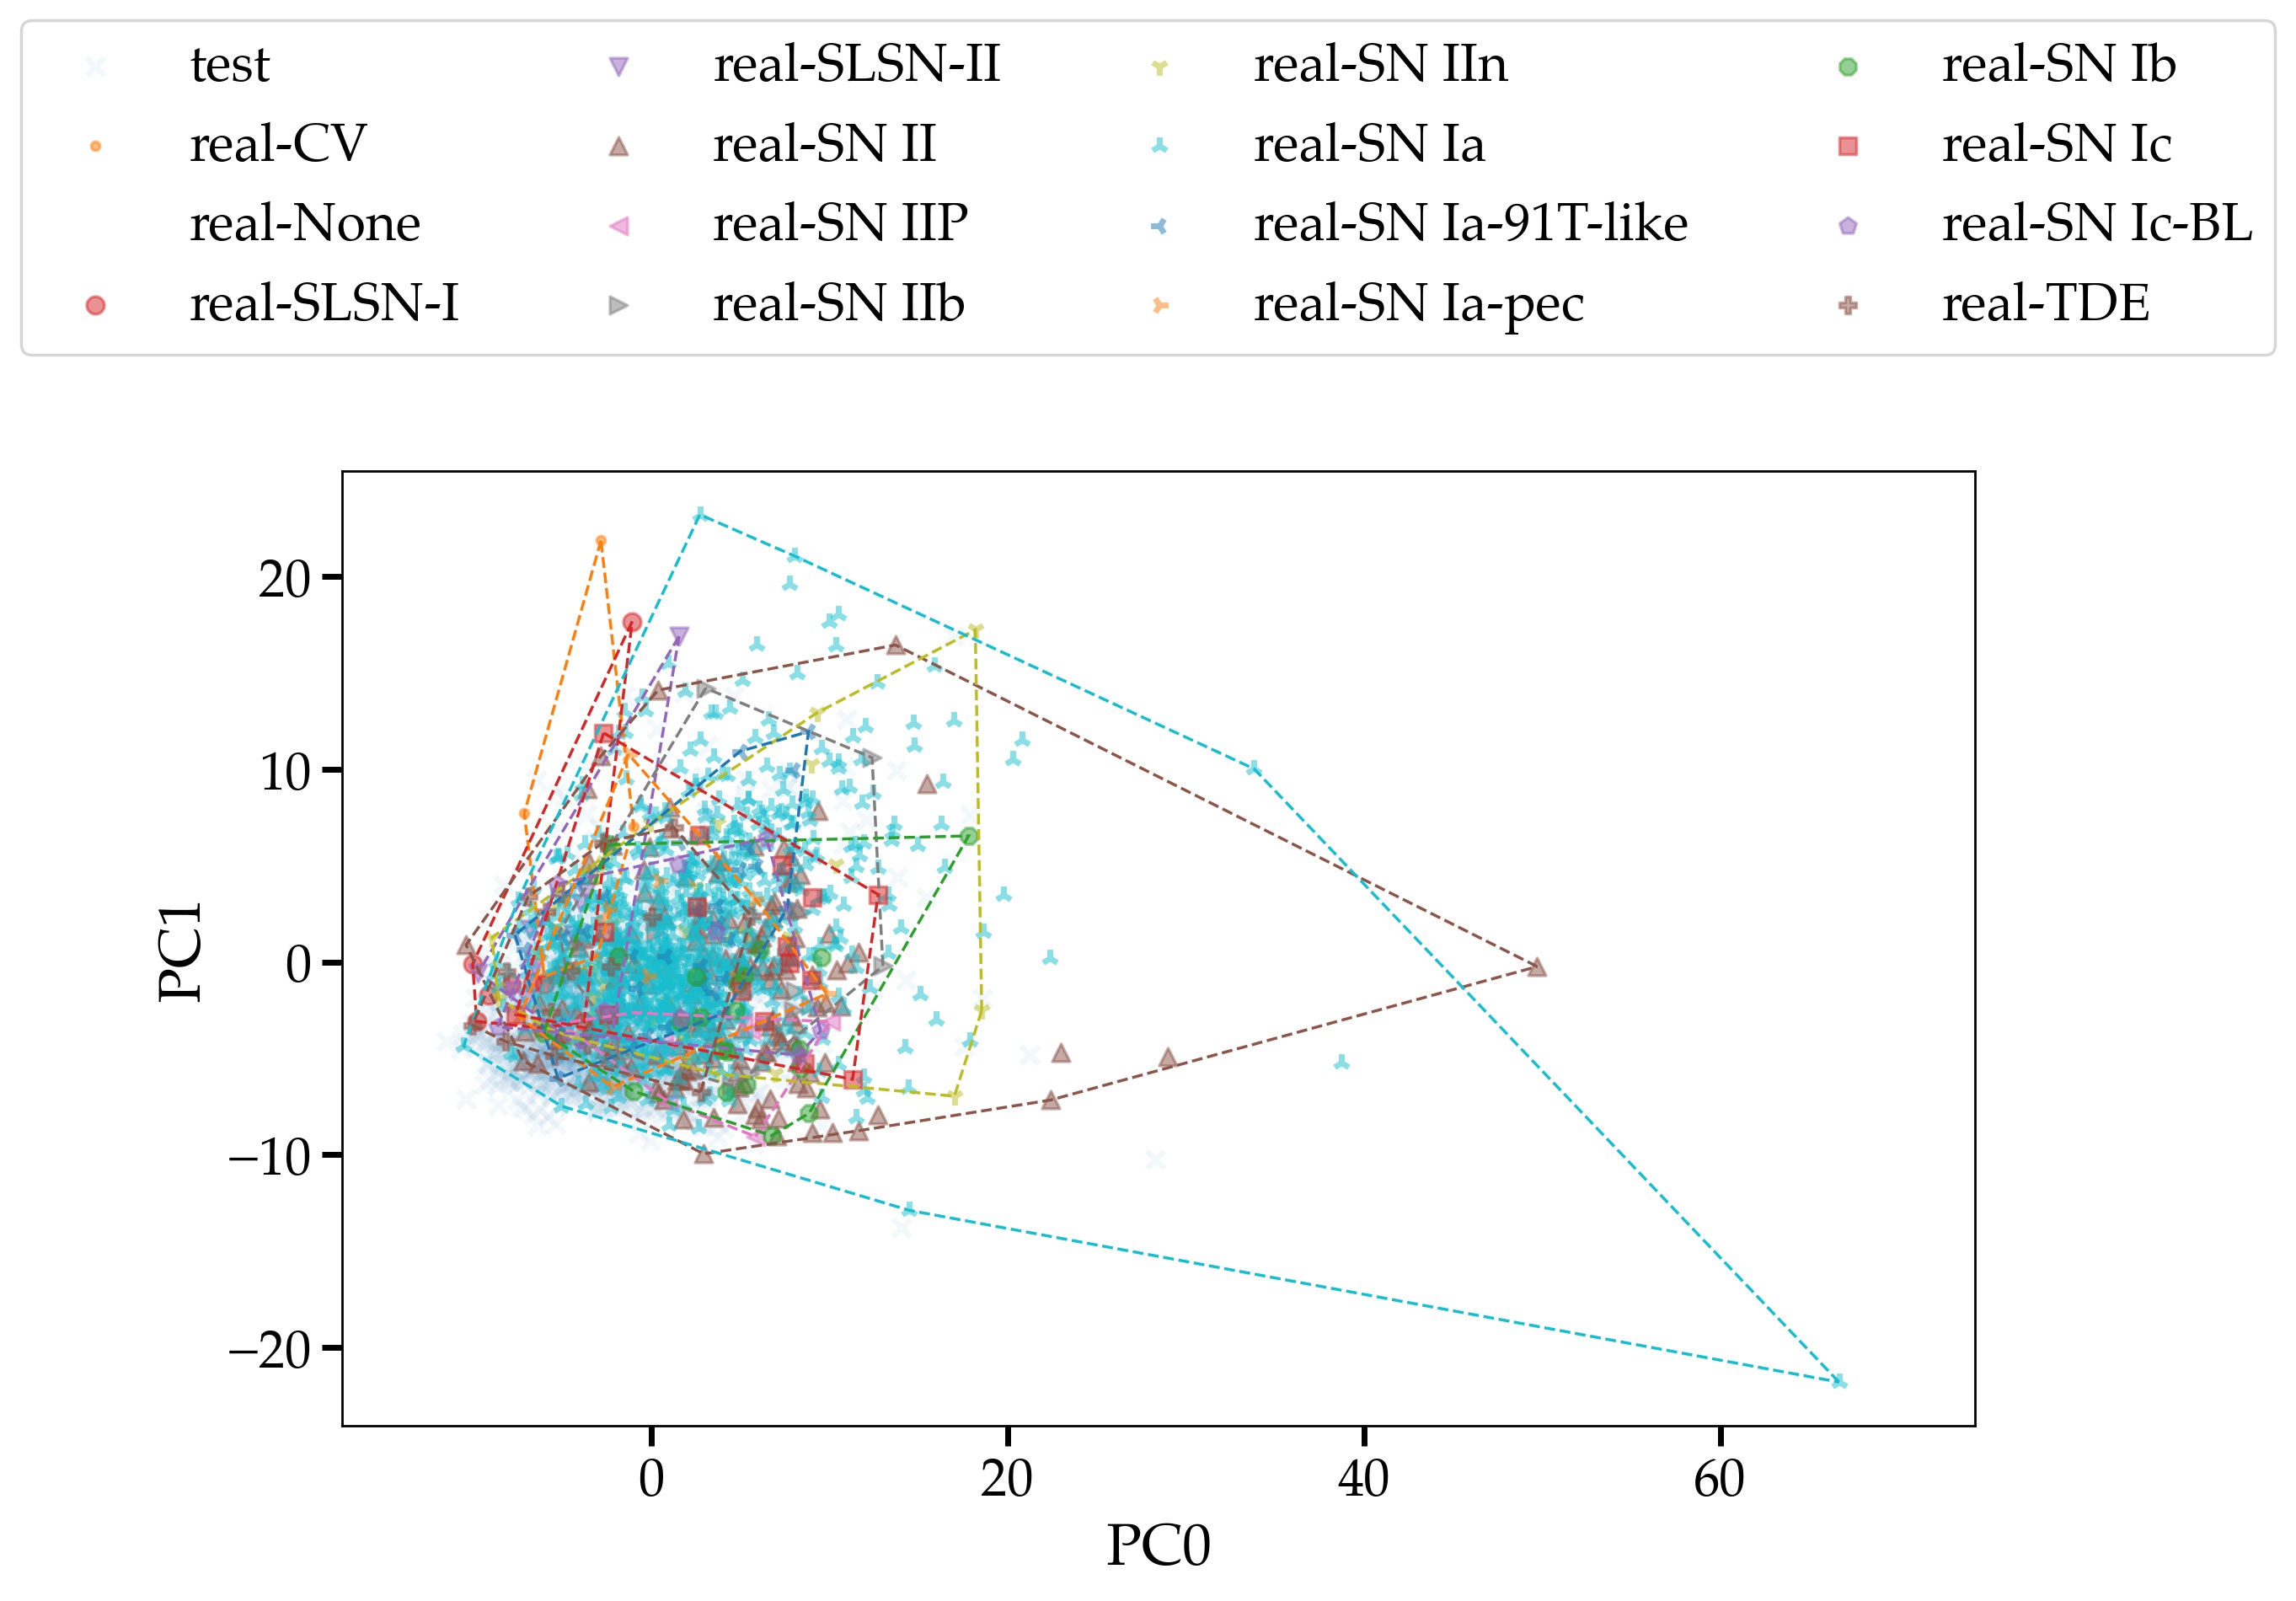 test real-SLSN-II real-SN IIn real-SN Ib
real-CV real-SN II real-SN Ia real-SN Ic
real-None real-SN IIP real-SN Ia-91T-like real-SN Ic-BL
real-SLSN-I real-SN IIb real-SN Ia-pec real-TDE
20
10
0
−10
−20
PC1
0 20 40 60
PC0